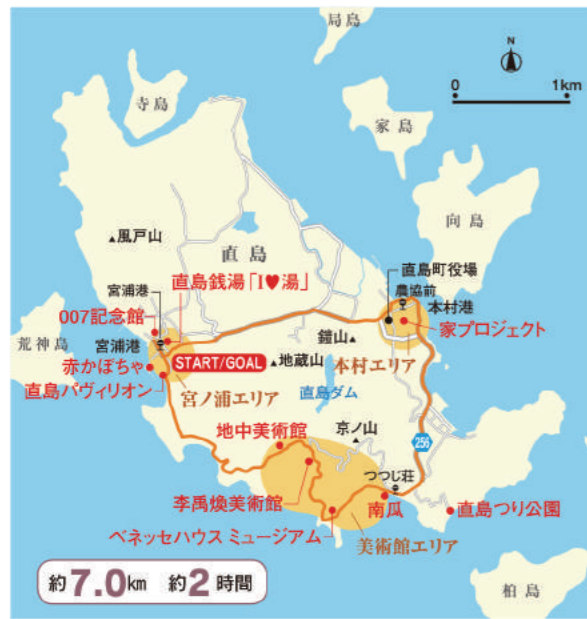 局島
N
0 1km
寺島
家島
向島
▲風戸山
直島
直島町役場
農協前
本村港
宮浦港
直島銭湯「I♥湯」
007記念館
家プロジェクト
荒神島
宮浦港
鐘山▲
START/GOAL
▲地蔵山
本村エリア
赤かぼちゃ
直島パヴィリオン
宮ノ浦エリア
直島ダム
地中美術館
京ノ山
256
つつじ荘
李禹煥美術館
南瓜
直島つり公園
ベネッセハウス ミュージアム
美術館エリア
約7.0km 約2時間
柏島